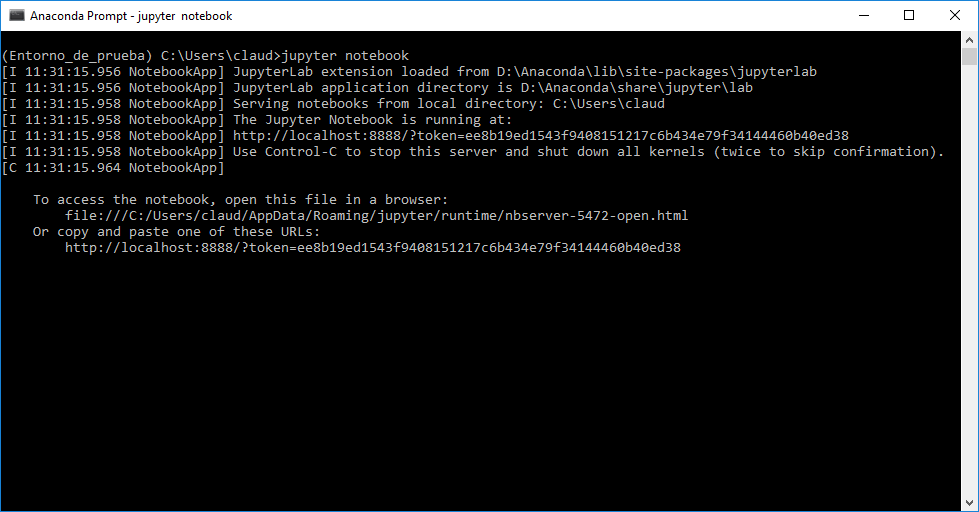 Anaconda Prompt - jupyter notebook
(Entorno_de_prueba) C:\Users\claud>jupyter notebook
[I 11:31:15.956 NotebookApp] JupyterLab extension loaded from D:\Anaconda\lib\site-packages\jupyterlab
[I 11:31:15.956 NotebookApp] JupyterLab application directory is D:\Anaconda\share\jupyter\lab
[I 11:31:15.958 NotebookApp] Serving notebooks from local directory: C:\Users\claud
[I 11:31:15.958 NotebookApp] The Jupyter Notebook is running at:
[I 11:31:15.958 NotebookApp] http://localhost:8888/?token=ee8b19ed1543f9408151217c6b434e79f34144460b40ed38
[I 11:31:15.958 NotebookApp] Use Control-C to stop this server and shut down all kernels (twice to skip confirmation).
[C 11:31:15.964 NotebookApp]
To access the notebook, open this file in a browser:
file:///C:/Users/claud/AppData/Roaming/jupyter/runtime/nbserver-5472-open.html
Or copy and paste one of these URLs:
http://localhost:8888/?token=ee8b19ed1543f9408151217c6b434e79f34144460b40ed38